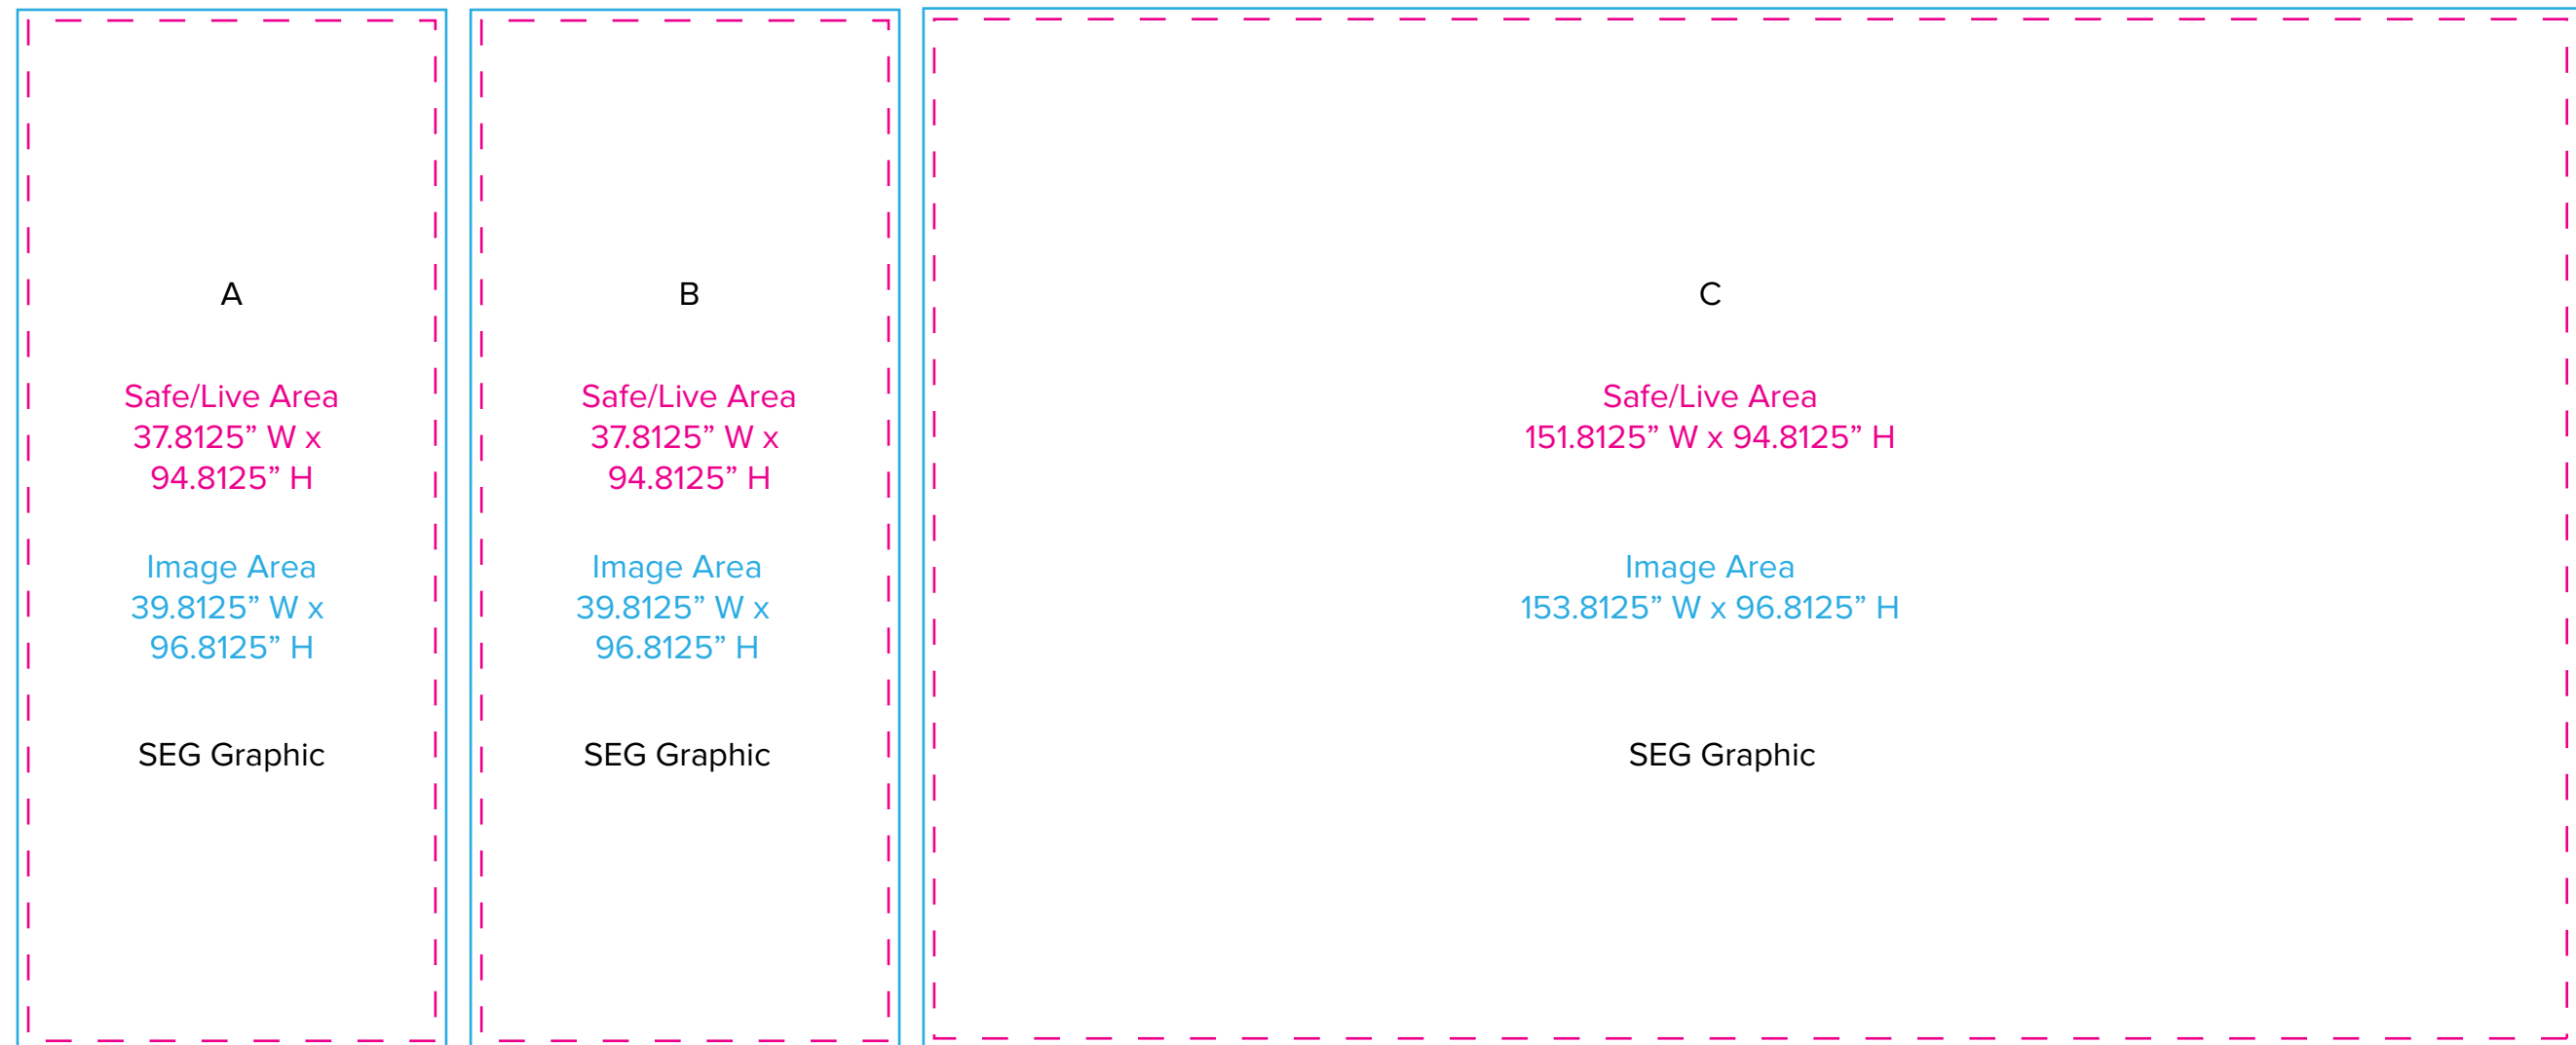 A
Safe/Live Area
37.8125” W x
94.8125” H
Image Area
39.8125” W x
96.8125” H
SEG Graphic
B
Safe/Live Area
37.8125” W x
94.8125” H
Image Area
39.8125” W x
96.8125” H
SEG Graphic
C
Safe/Live Area
151.8125” W x 94.8125” H
Image Area
153.8125” W x 96.8125” H
SEG Graphic